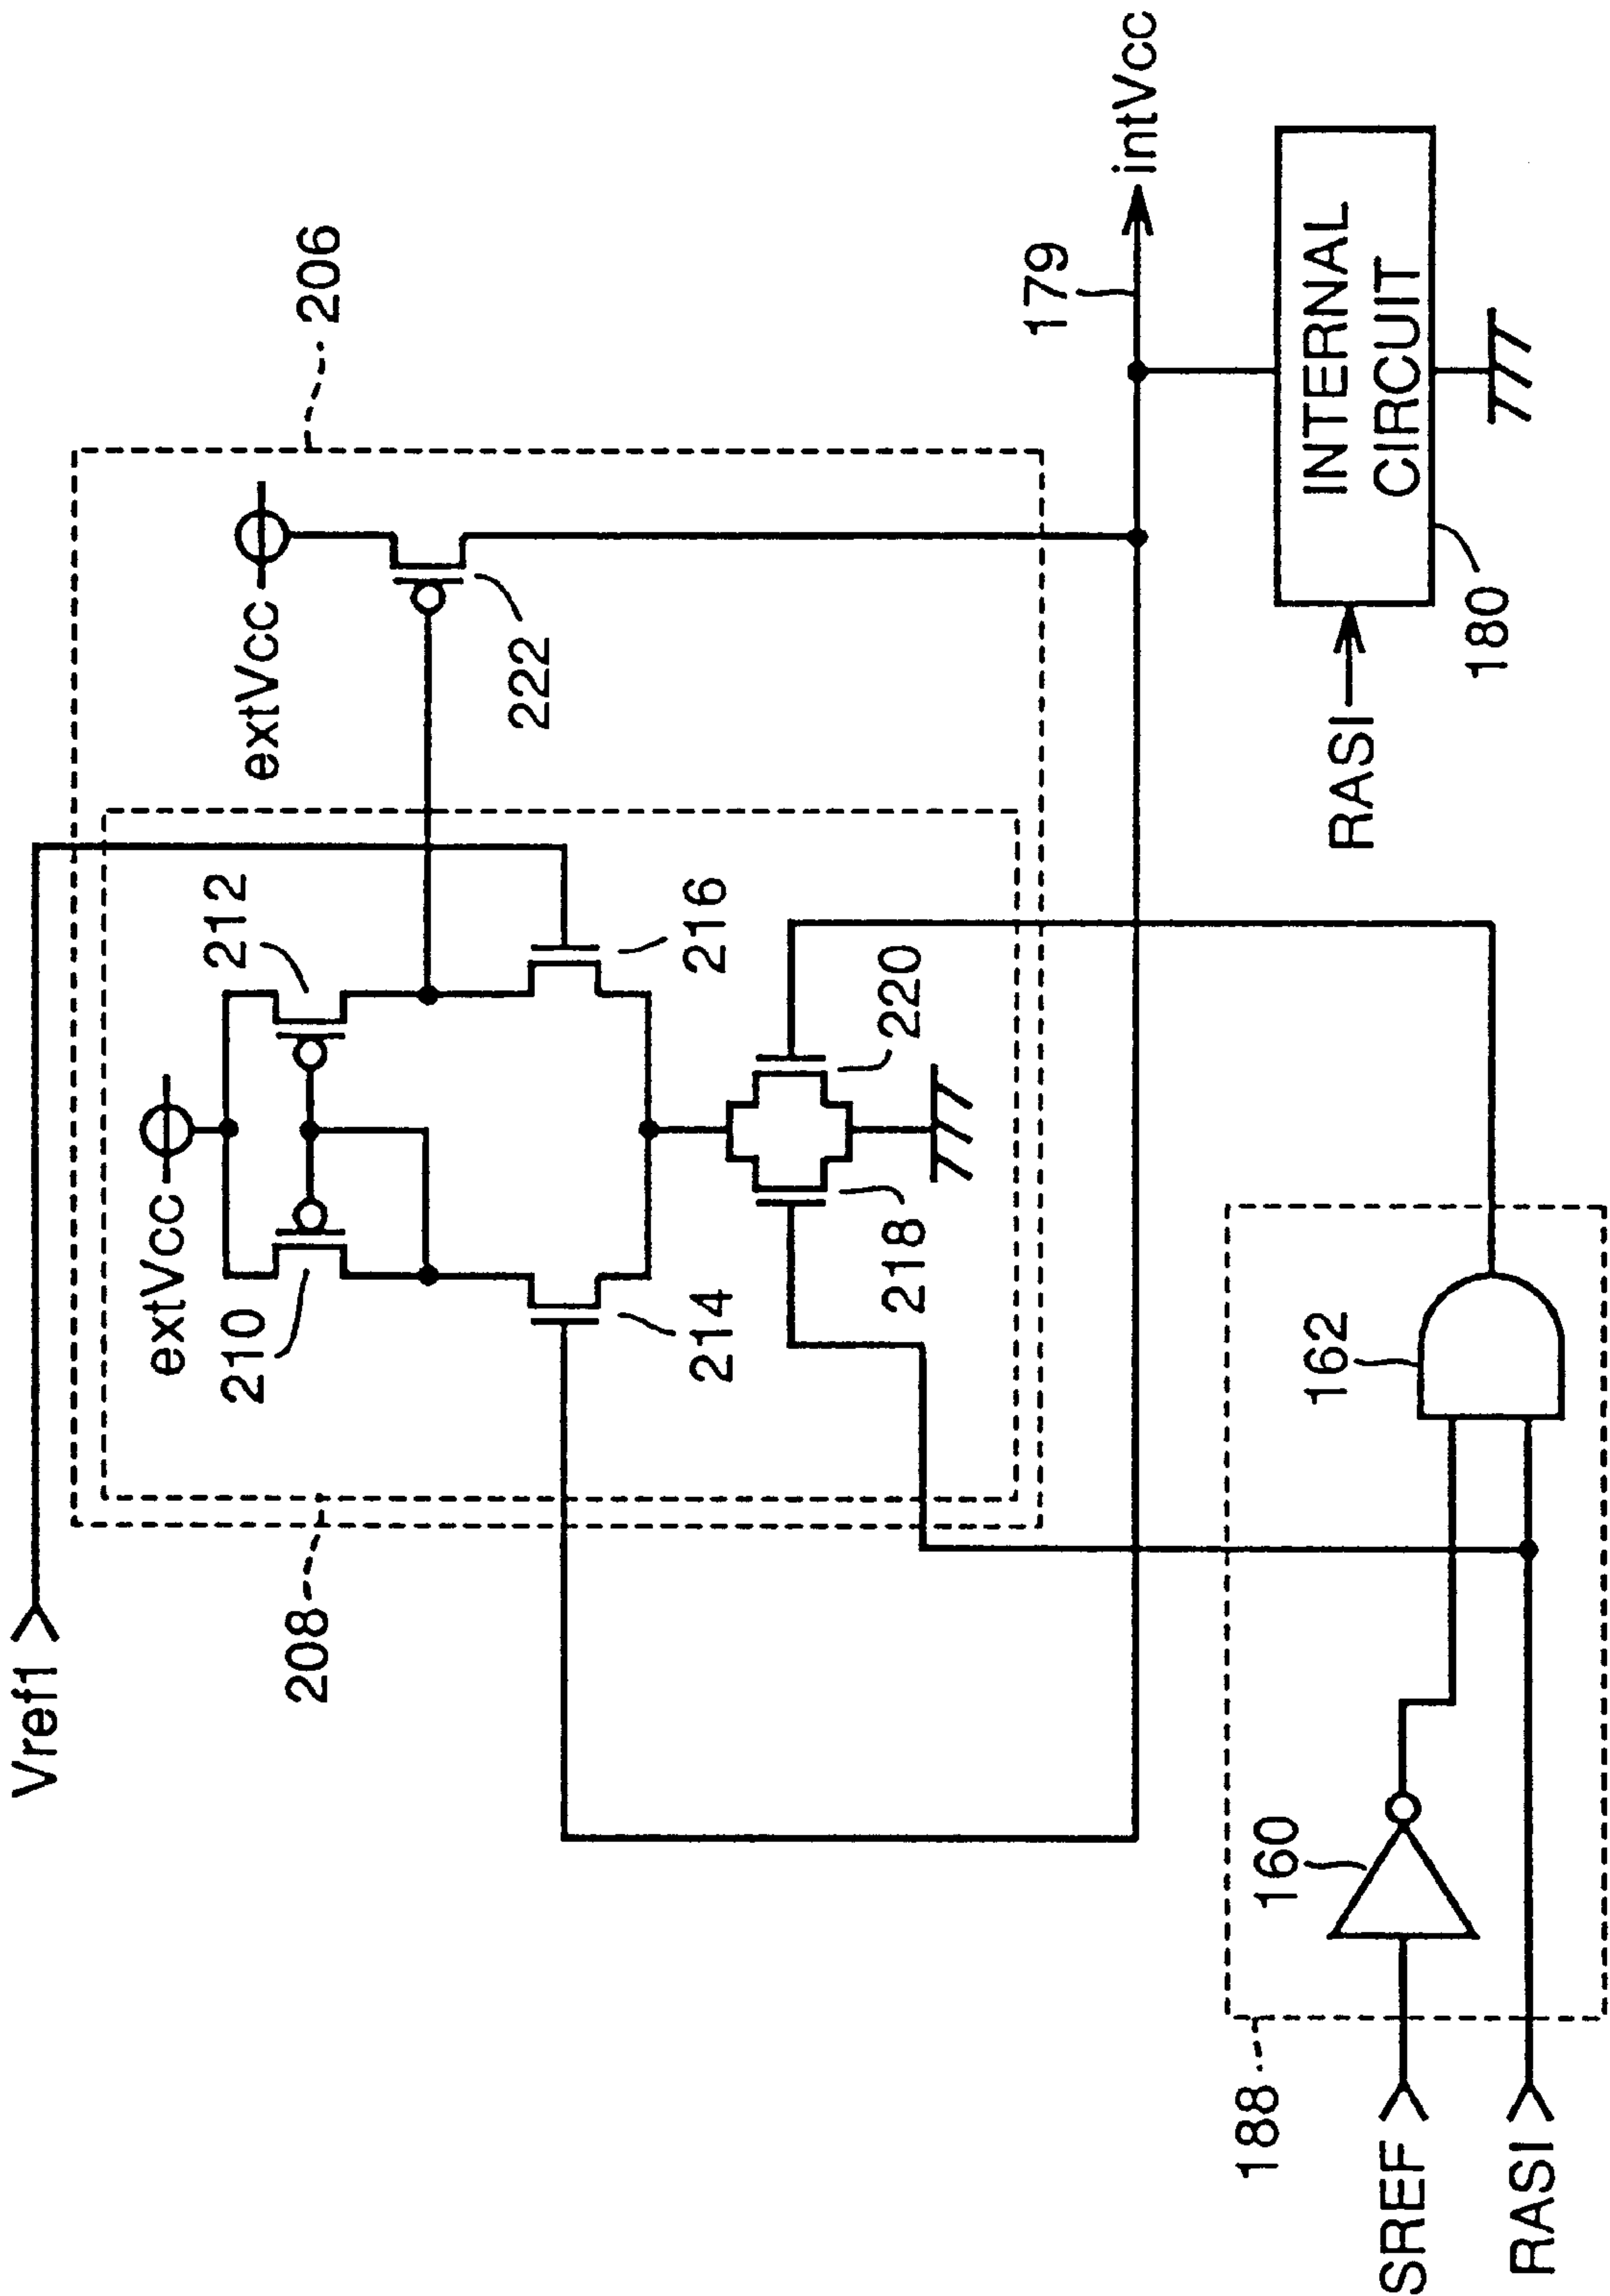 Vref1
extVcc
212
210
extVcc
206
222
216
214
208
220
218
179
intVcc
INTERNAL
CIRCUIT
RASI
180
188
160
162
SREF
RASI